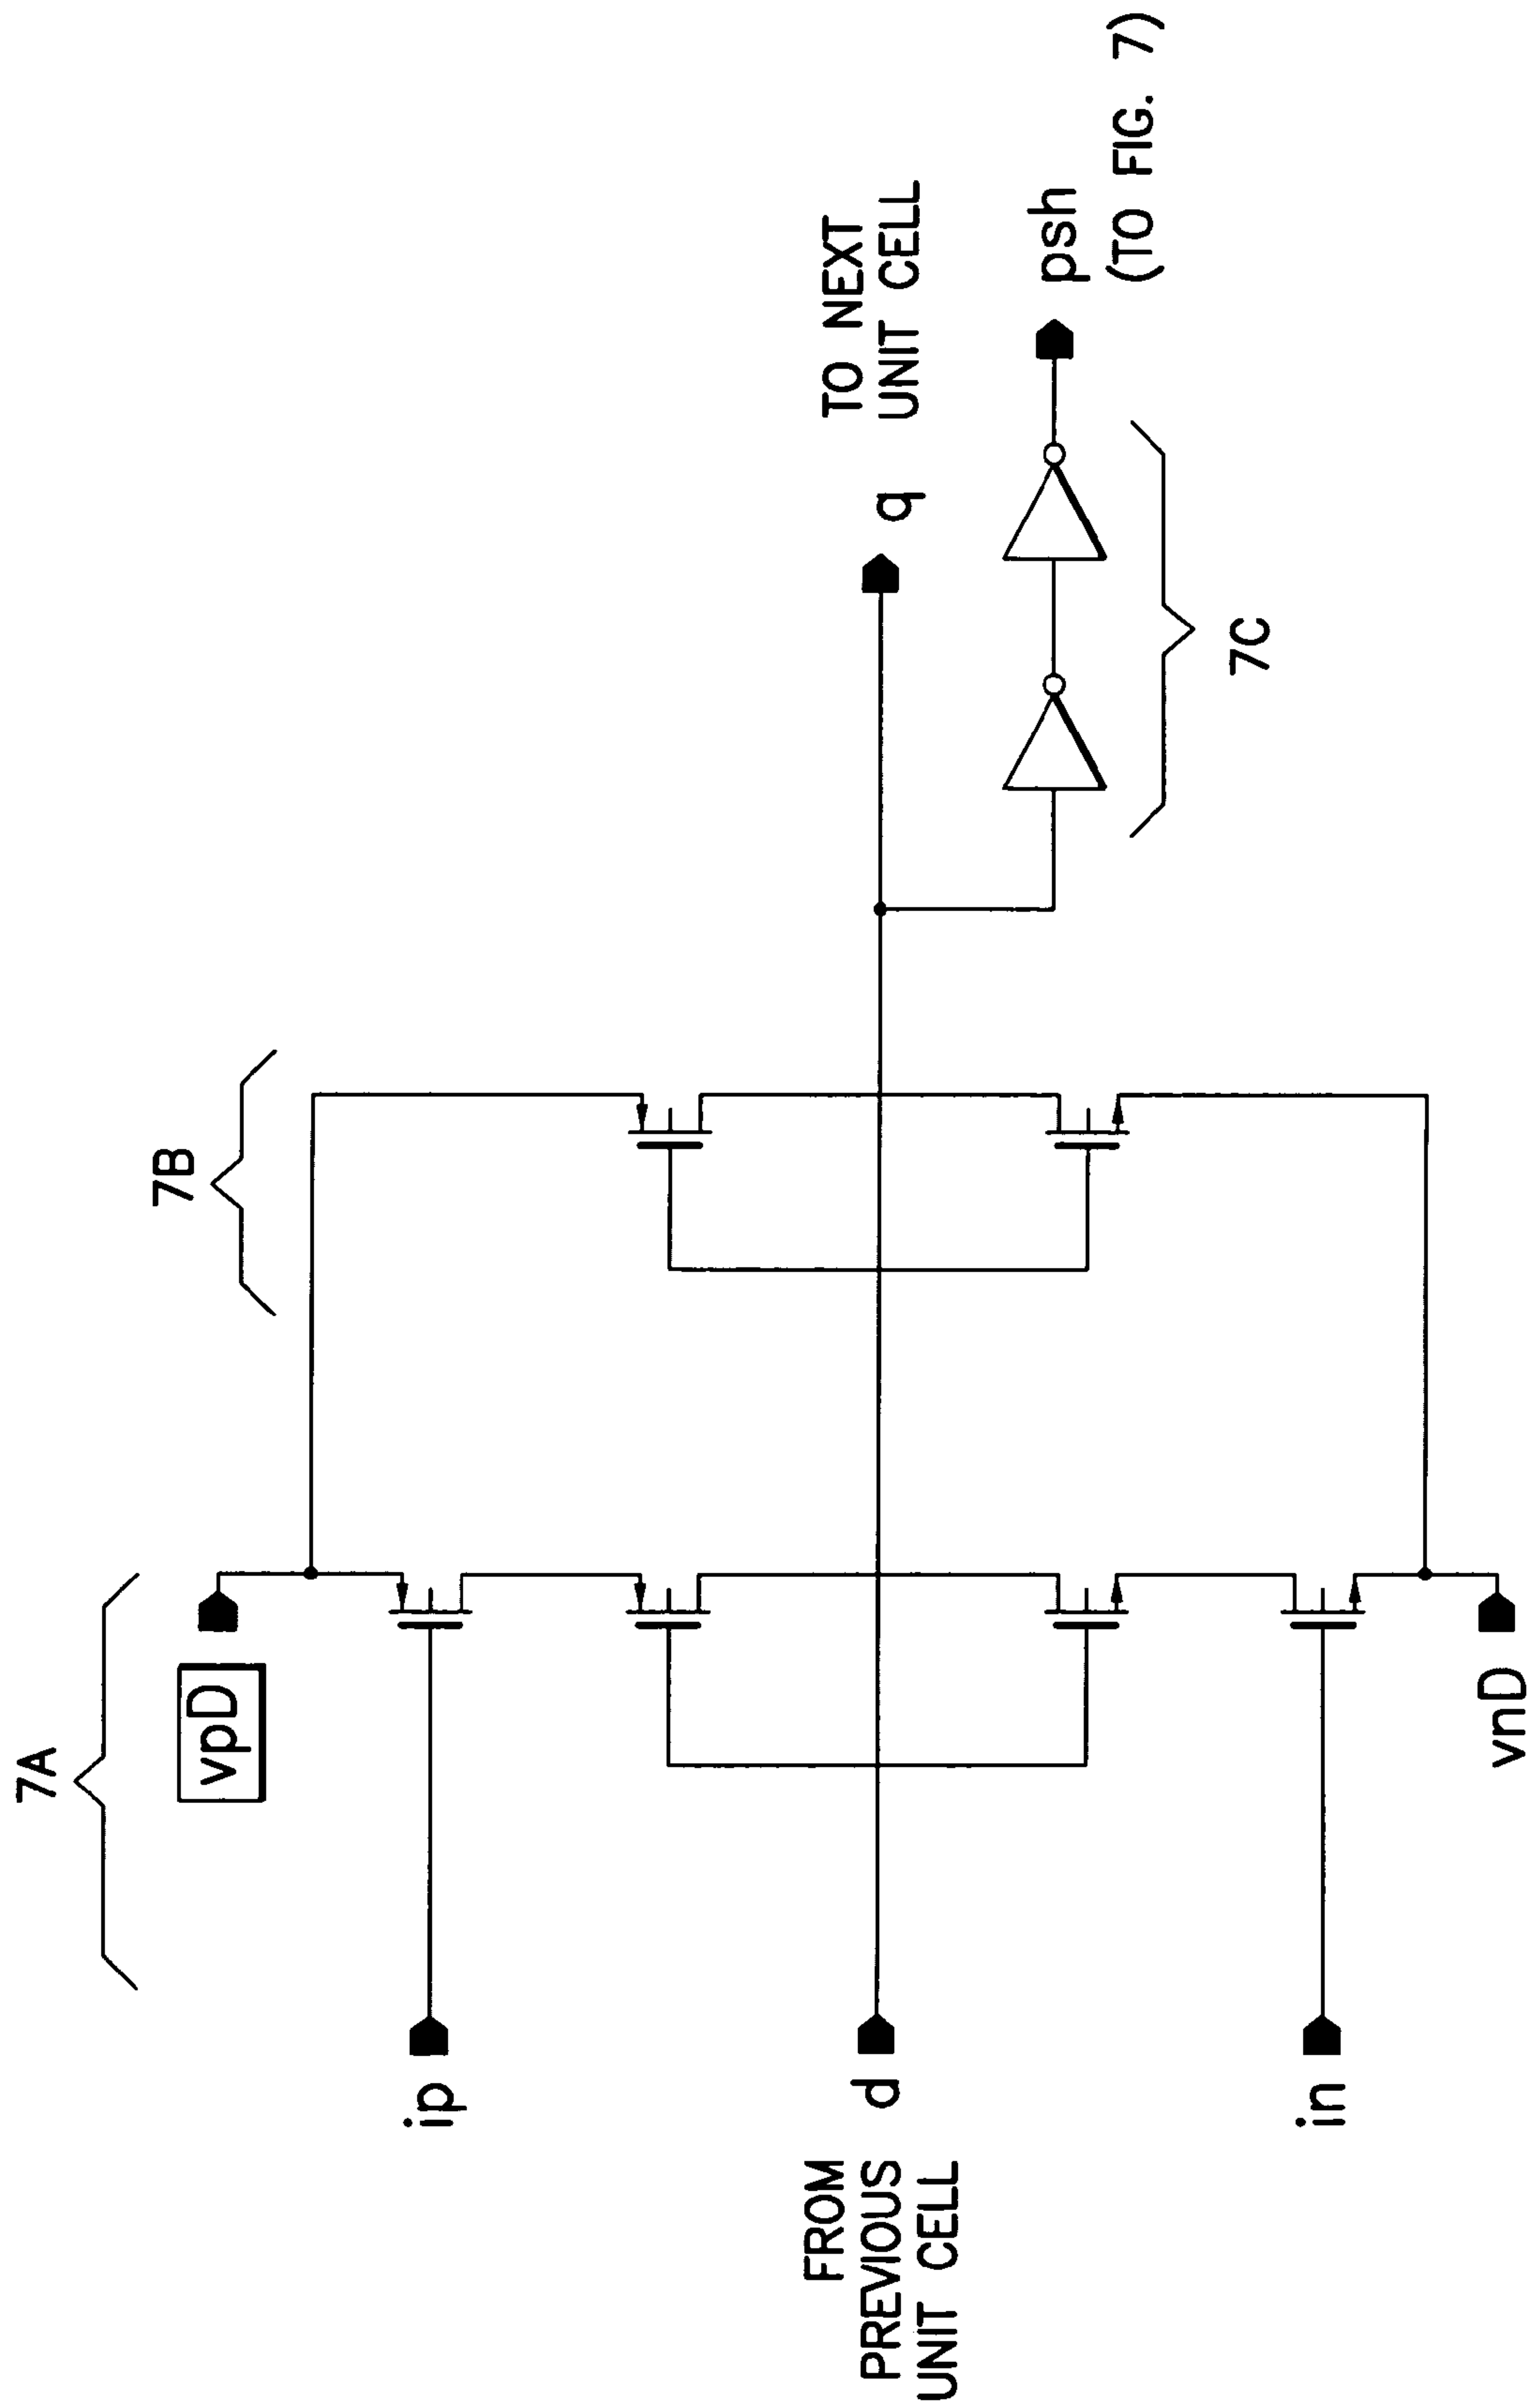 7A
7B
vpD
ip
FROM
PREVIOUS
UNIT CELL
d
q
TO NEXT
UNIT CELL
psh
(TO FIG. 7)
7C
in
vnD